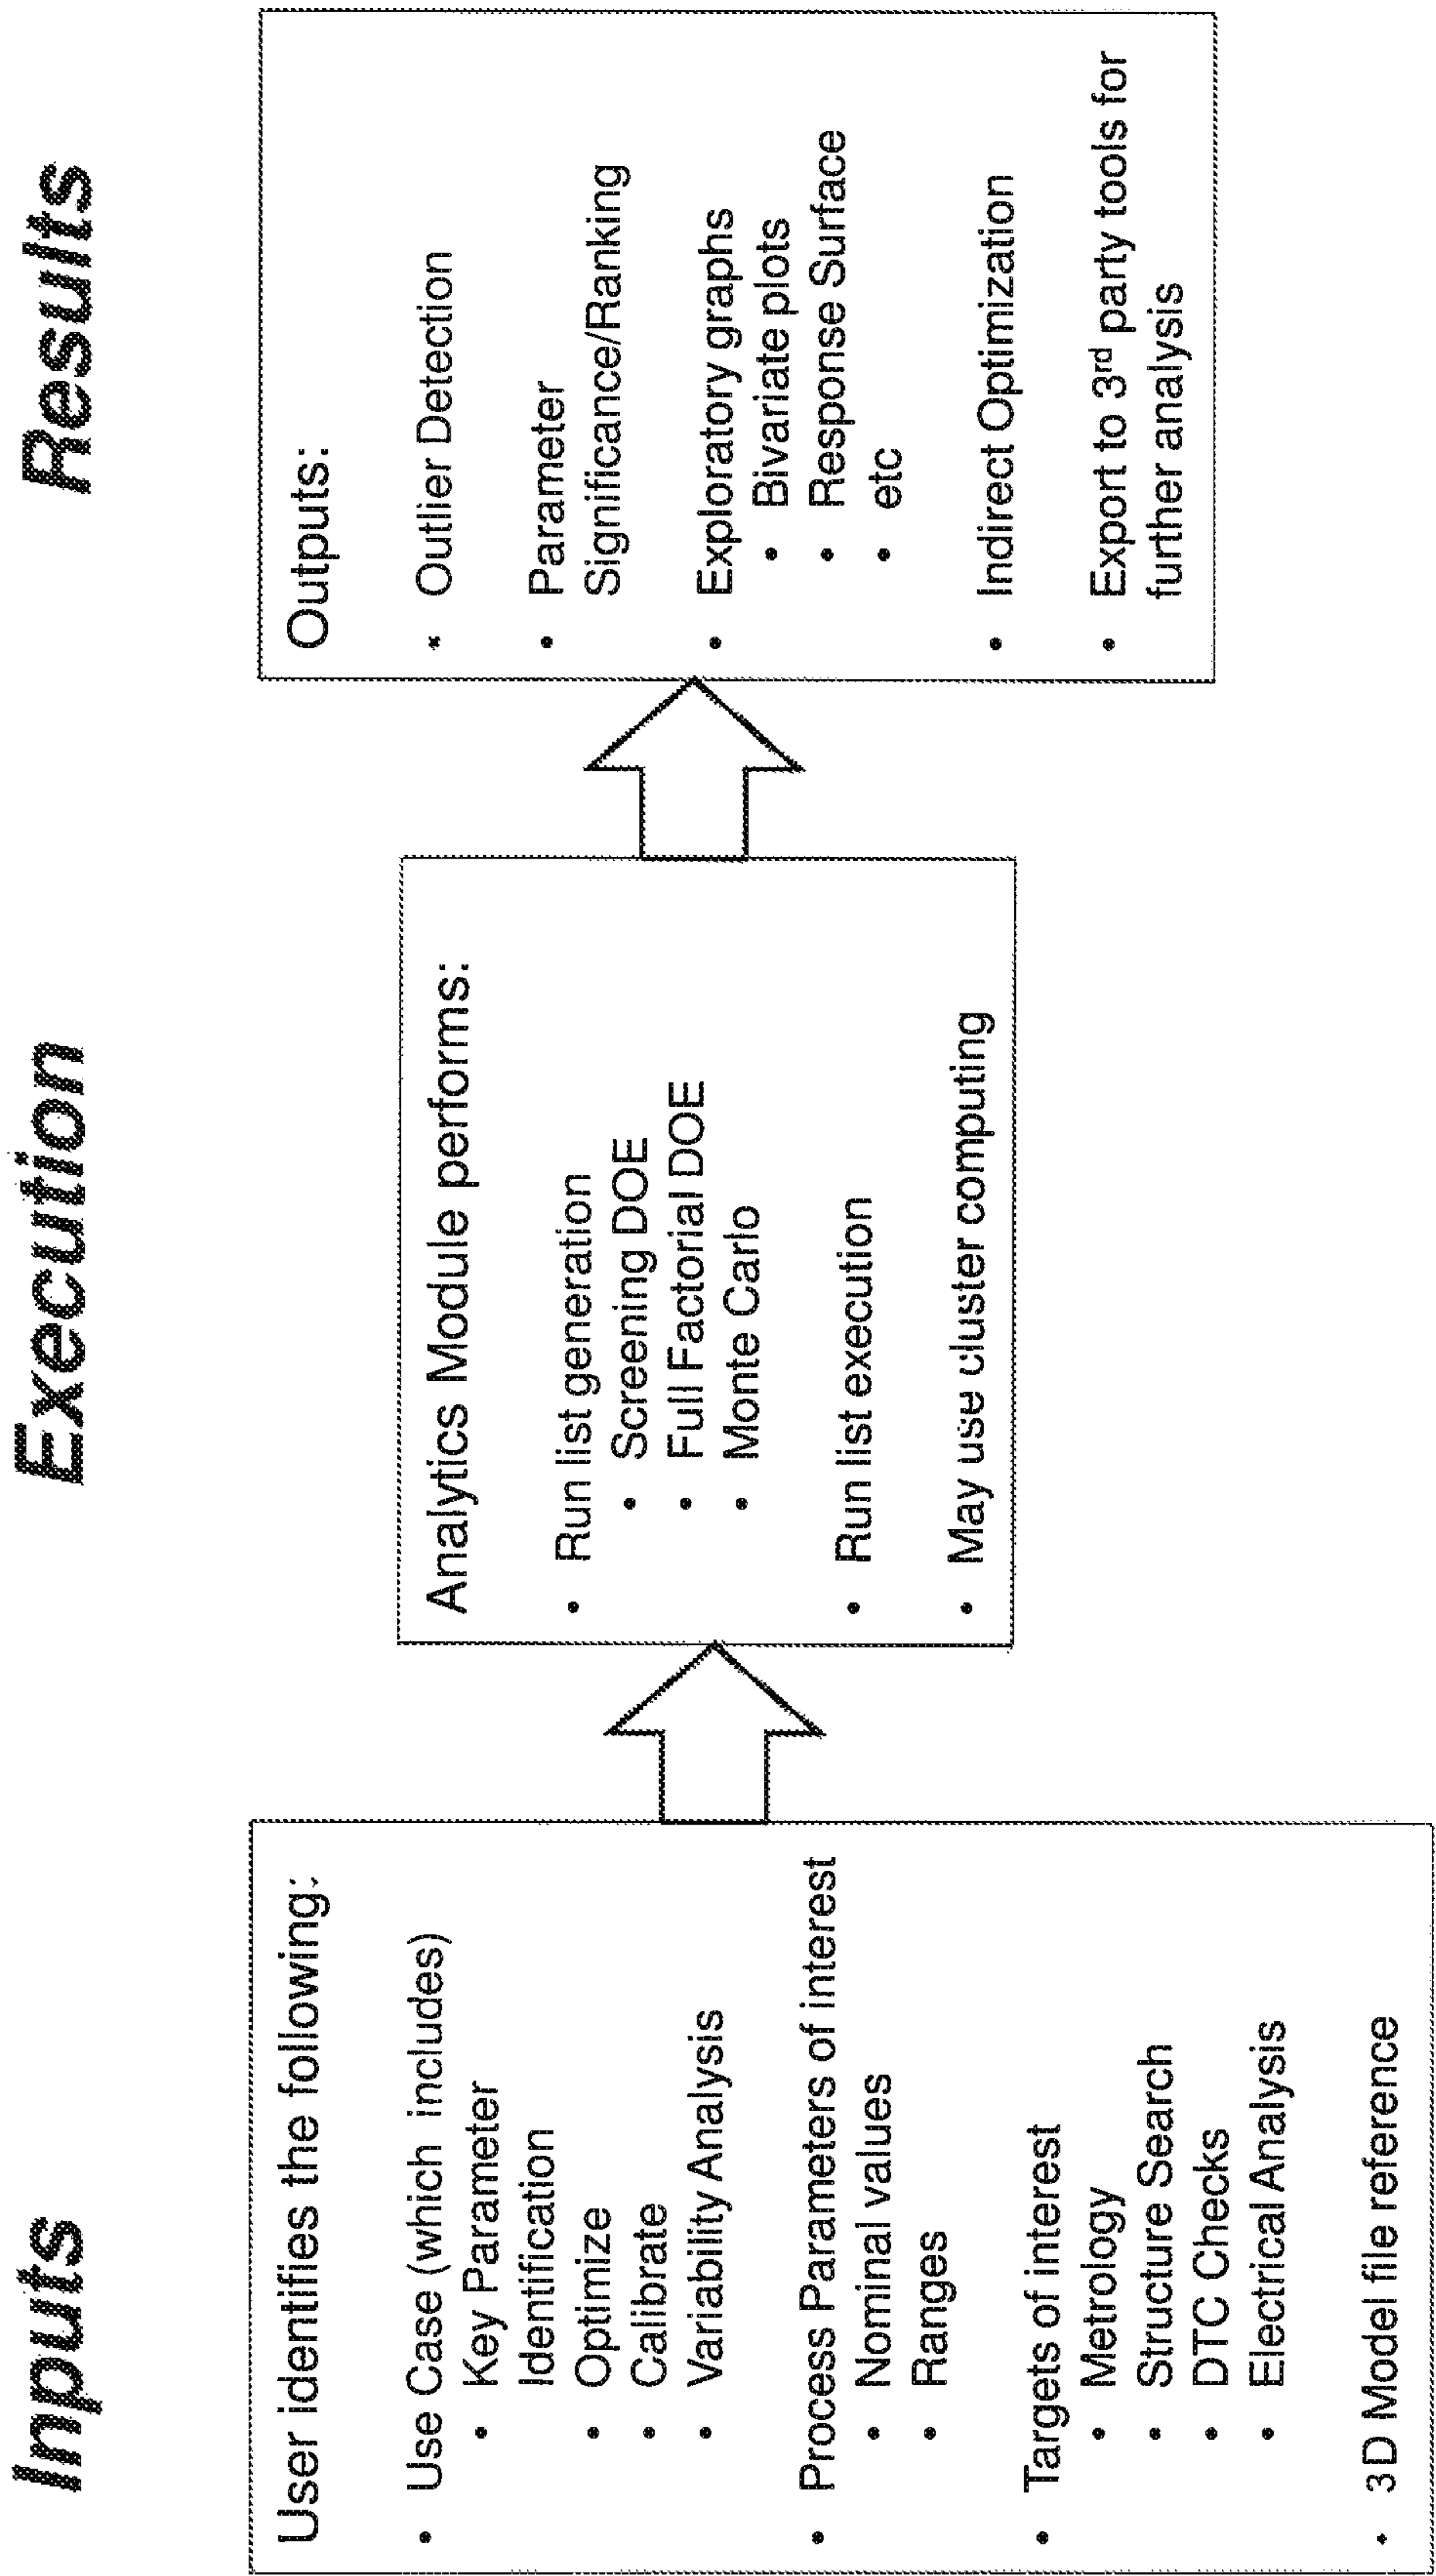 Inputs
User identifies the following:
• Use Case (which includes)
• Key Parameter
Identification
• Optimize
• Calibrate
• Variability Analysis
• Process Parameters of interest
• Nominal values
• Ranges
• Targets of interest
• Metrology
• Structure Search
• DTC Checks
• Electrical Analysis
• 3D Model file reference
Execution
Analytics Module performs:
• Run list generation
• Screening DOE
• Full Factorial DOE
• Monte Carlo
• Run list execution
• May use cluster computing
Results
Outputs:
• Outlier Detection
• Parameter
Significance/Ranking
• Exploratory graphs
• Bivariate plots
• Response Surface
• etc
• Indirect Optimization
• Export to 3rd party tools for
further analysis